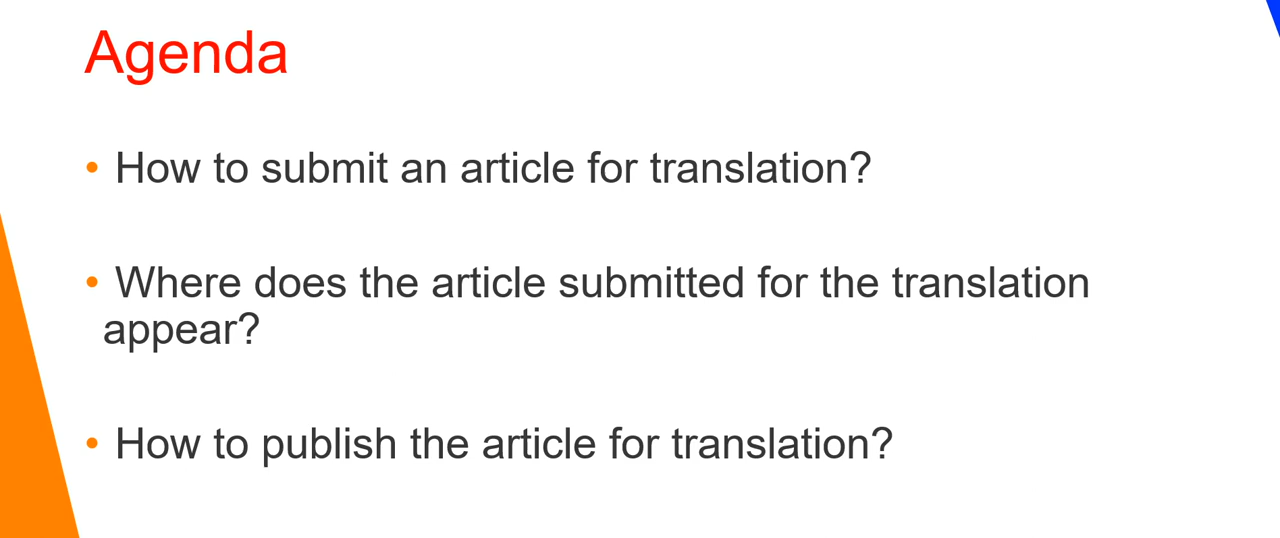 Agenda
• How to submit an article for translation?
• Where does the article submitted for the translation
appear?
• How to publish the article for translation?